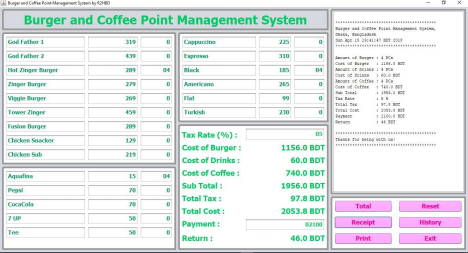 Burger and Coffee Point Management System by R2HBD
Burger and Coffee Point Management System
God Father 1 319 0
God Father 2 439 0
Hot Zinger Burger 289 04
Zinger Burger 279 0
Viggie Burger 269 0
Tower Zinger 459 0
Fusion Burger 289 0
Chicken Snacker 129 0
Chicken Sub 219 0
Aquafina 15 04
Pepsi 70 0
CocaCola 70 0
7 UP 50 0
Tee 50 0
Cappuccino 225 0
Espresso 310 0
Black 185 04
Americano 265 0
Flat 99 0
Turkish 230 0
Tax Rate (%) : 05
Cost of Burger : 1156.0 BDT
Cost of Drinks : 60.0 BDT
Cost of Coffee : 740.0 BDT
Sub Total : 1956.0 BDT
Total Tax : 97.8 BDT
Total Cost : 2053.8 BDT
Payment : 02100
Return : 46.0 BDT
Burger and Coffee Point Management System,
Dhaka, Bangladesh
Amount of Burger : 4 PCs
Cost of Burger : 1156.0 BDT
Amount of Drinks : 4 PCs
Cost of Drinks : 60.0 BDT
Amount of Coffee : 4 PCs
Cost of Coffee : 740.0 BDT
Sub Total : 1956.0 BDT
Tax Rate : 5 %
Total Tax : 97.8 BDT
Total Cost : 2053.8 BDT
Payment : 2100.0 BDT
Return : 46 BDT
Thanks for being with us!
Total Reset
Receipt History
Print Exit